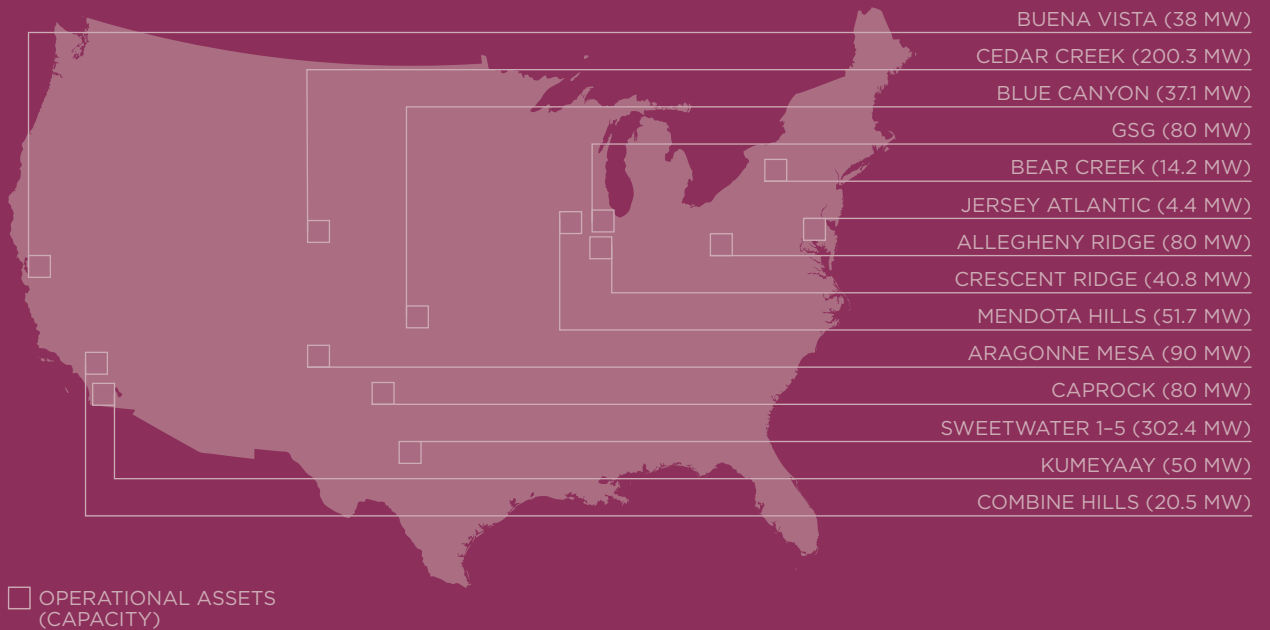 BUENA VISTA (38 MW)
CEDAR CREEK (200.3 MW)
BLUE CANYON (37.1 MW)
GSG (80 MW)
BEAR CREEK (14.2 MW)
JERSEY ATLANTIC (4.4 MW)
ALLEGHENY RIDGE (80 MW)
CRESCENT RIDGE (40.8 MW)
MENDOTA HILLS (51.7 MW)
ARAGONNE MESA (90 MW)
CAPROCK (80 MW)
SWEETWATER 1–5 (302.4 MW)
KUMEYAAY (50 MW)
COMBINE HILLS (20.5 MW)
OPERATIONAL ASSETS
(CAPACITY)